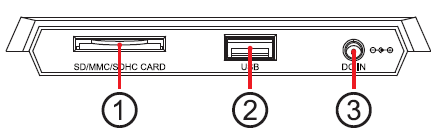 SD/MMC/SDHC CARD USB DC IN
1 2 3